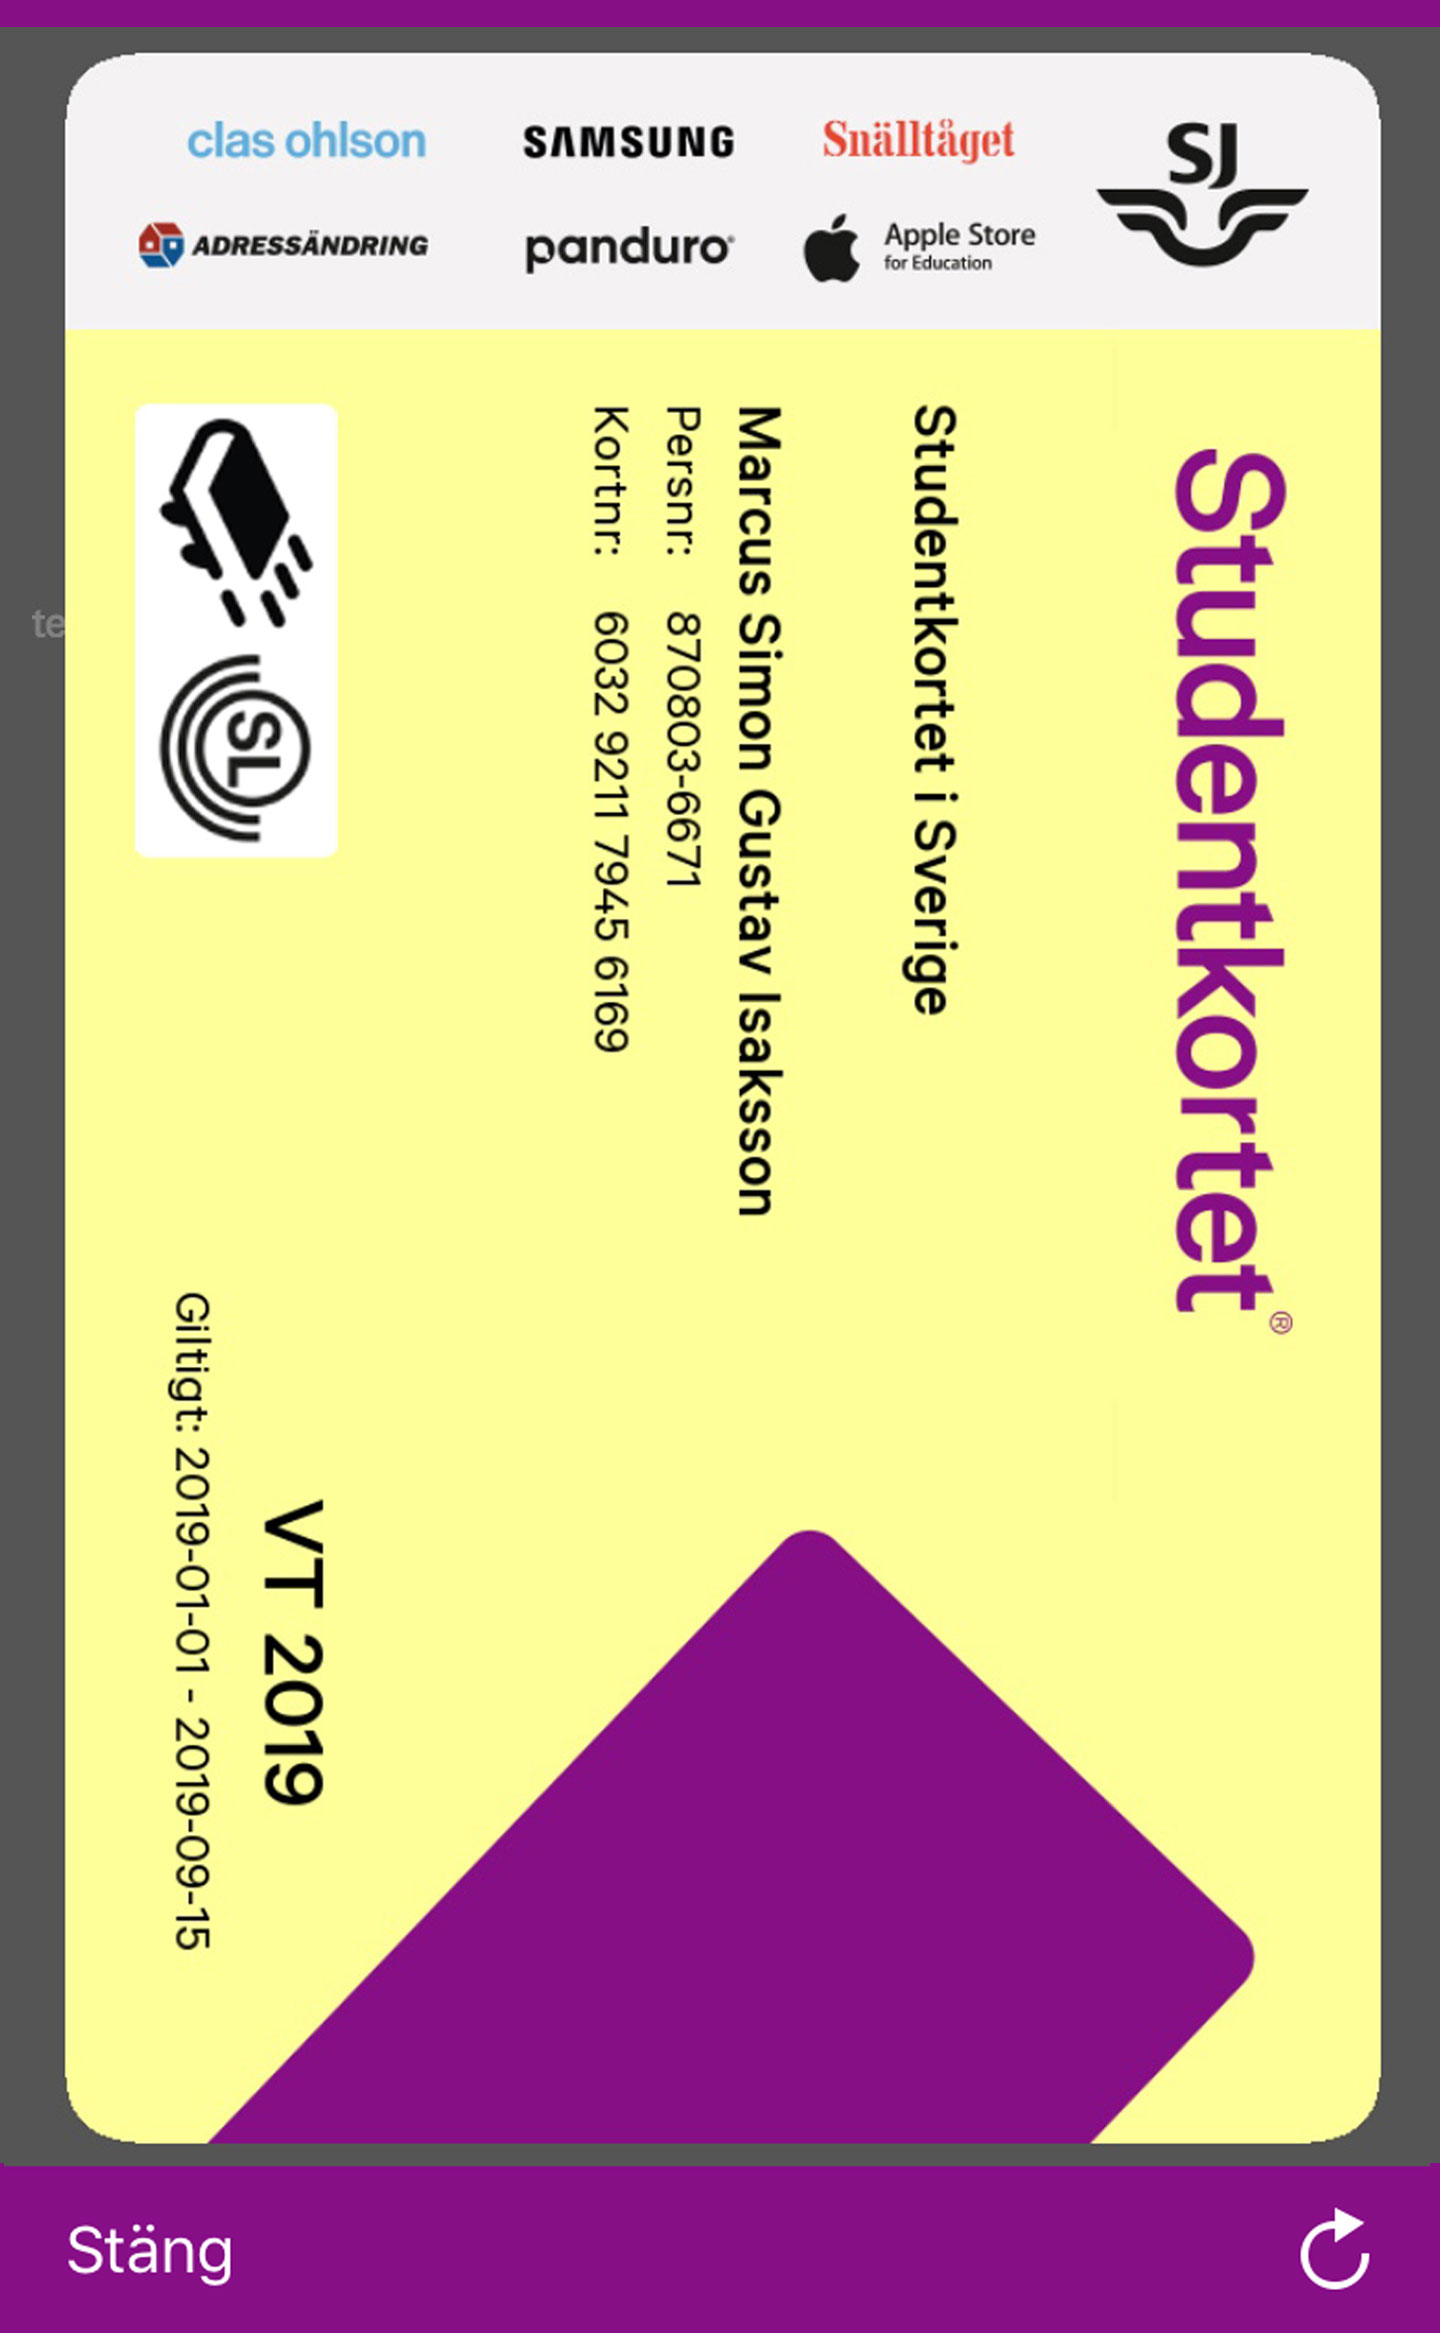 clas ohlson
SAMSUNG
Snälltåget
SJ
ADRESSÄNDRING
panduro®
Apple Store
for Education
Studentkortet®
Studentkortet i Sverige
Marcus Simon Gustav Isaksson
Persnr: 870803-6671
Kortnr: 6032 9211 7945 6169
SL
VT 2019
Giltigt: 2019-01-01 - 2019-09-15
te
Stäng